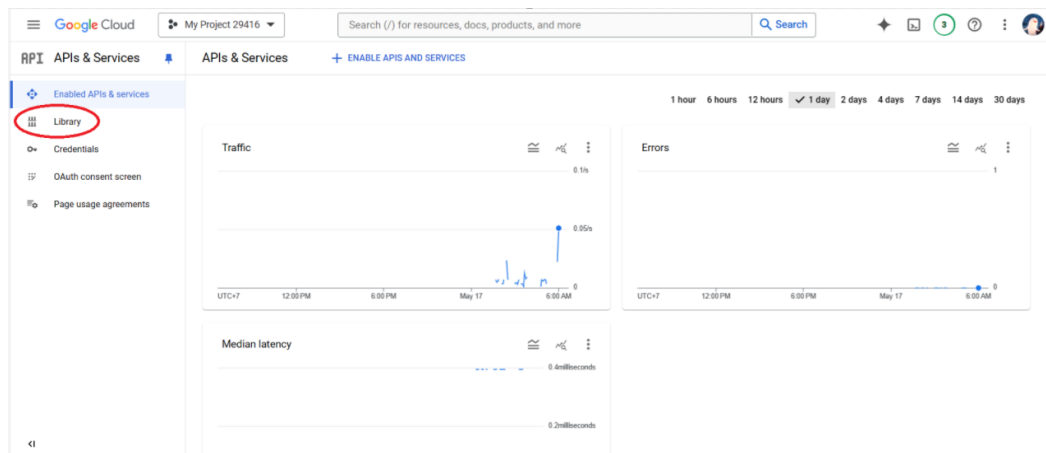 Google Cloud
My Project 29416
Search (/) for resources, docs, products, and more
Search
3
API APIs & Services
APIs & Services
+ ENABLE APIS AND SERVICES
Enabled APIs & services
Library
Credentials
OAuth consent screen
Page usage agreements
1 hour 6 hours 12 hours 1 day 2 days 4 days 7 days 14 days 30 days
Traffic
0.1/s
0.05/s
0
UTC+7 12:00 PM 6:00 PM May 17 6:00 AM
Errors
1
0
UTC+7 12:00 PM 6:00 PM May 17 6:00 AM
Median latency
0.4milliseconds
0.2milliseconds